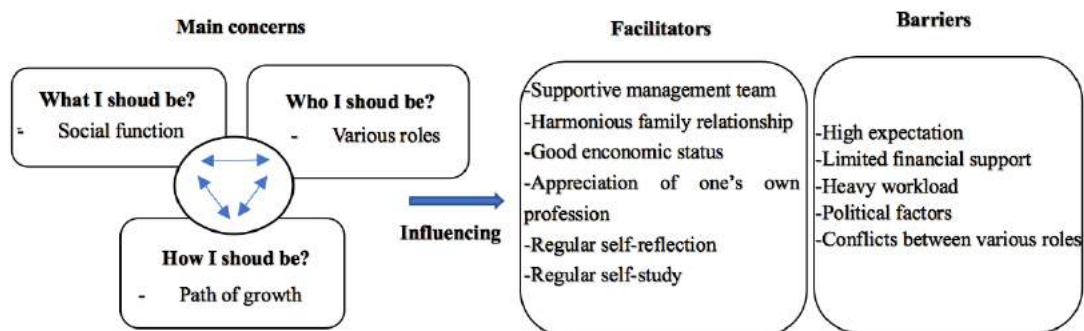 Main concerns
What I shoud be?
- Social function
Who I shoud be?
- Various roles
How I shoud be?
- Path of growth
Influencing
Facilitators
-Supportive management team
-Harmonious family relationship
-Good enconomic status
-Appreciation of one's own
profession
-Regular self-reflection
-Regular self-study
Barriers
-High expectation
-Limited financial support
-Heavy workload
-Political factors
-Conflicts between various roles